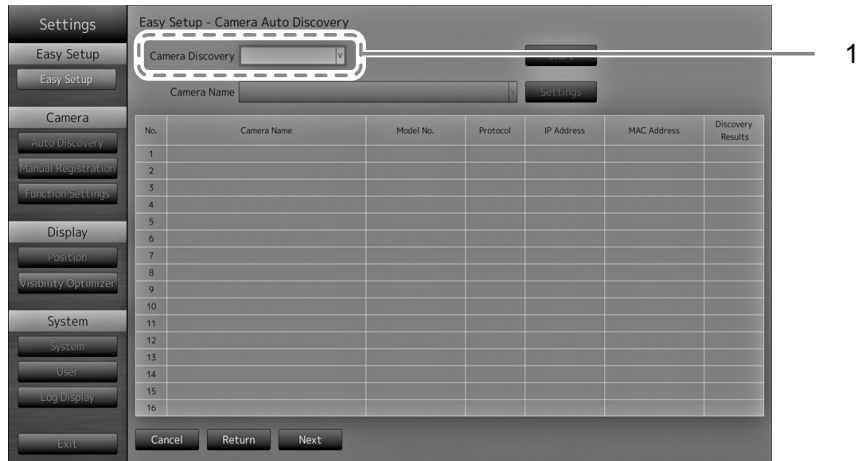 Settings
Easy Setup
Easy Setup
Camera
Auto Discovery
Manual Registration
Function Settings
Display
Position
Visibility Optimizer
System
System
User
Log Display
Exit
Easy Setup - Camera Auto Discovery
Camera Discovery
1
Camera Name
Settings
No. Camera Name Model No. Protocol IP Address MAC Address Discovery Results
1
2
3
4
5
6
7
8
9
10
11
12
13
14
15
16
Cancel Return Next